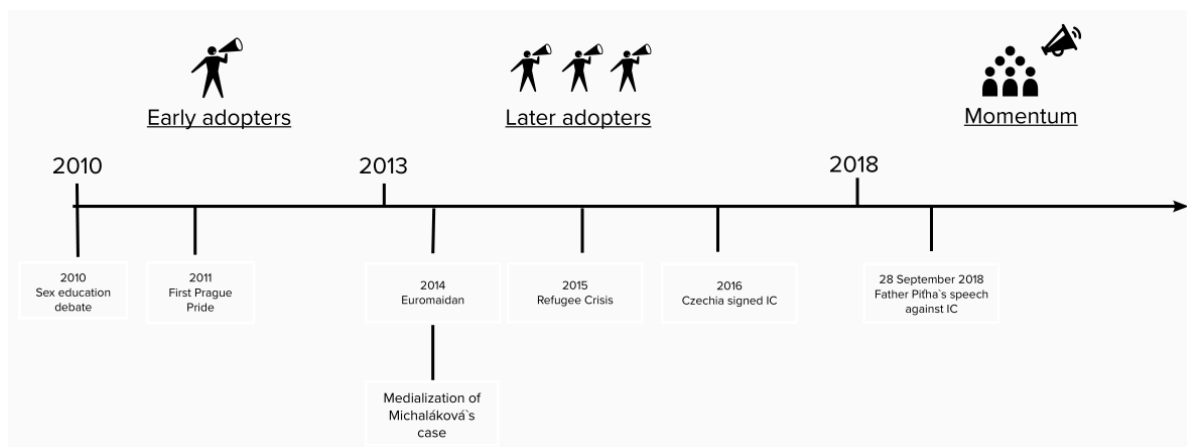 Early adopters
Later adopters
Momentum
2010
2013
2018
2010
Sex education
debate
2011
First Prague
Pride
2014
Euromaidan
2015
Refugee Crisis
2016
Czechia signed IC
28 September 2018
Father Piťha`s speech
against IC
Medialization of
Michaláková`s
case